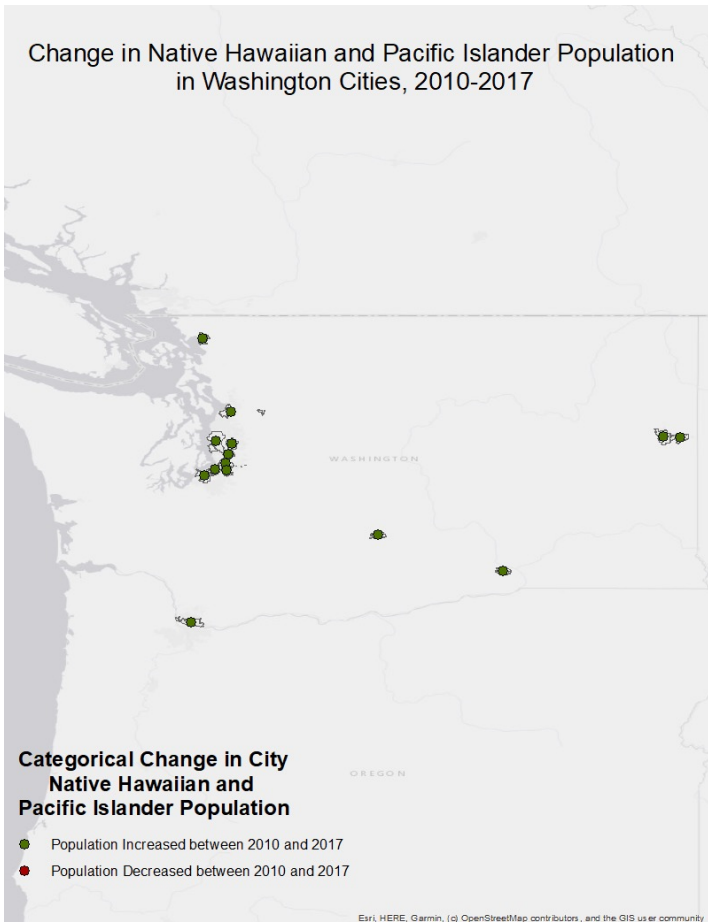 Change in Native Hawaiian and Pacific Islander Population
in Washington Cities, 2010-2017
WASHINGTON
OREGON
Categorical Change in City
Native Hawaiian and
Pacific Islander Population
Population Increased between 2010 and 2017
Population Decreased between 2010 and 2017
Esri, HERE, Garmin, (c) OpenStreetMap contributors, and the GIS user community